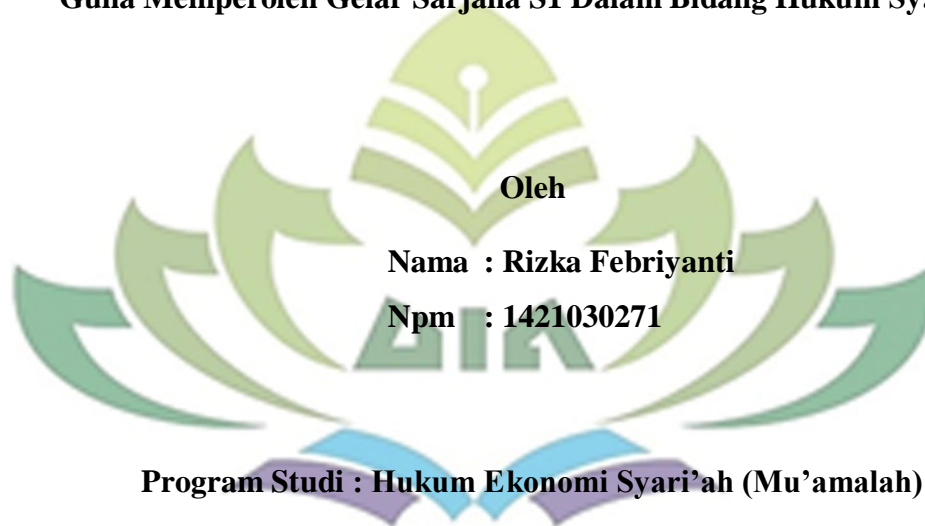 Guna Memperoleh Gelar Sarjana S1 Dalam Bidang Hukum
Oleh
Nama : Rizka Febriyanti
Npm : 1421030271
Program Studi : Hukum Ekonomi Syari’ah (Mu’amalah)